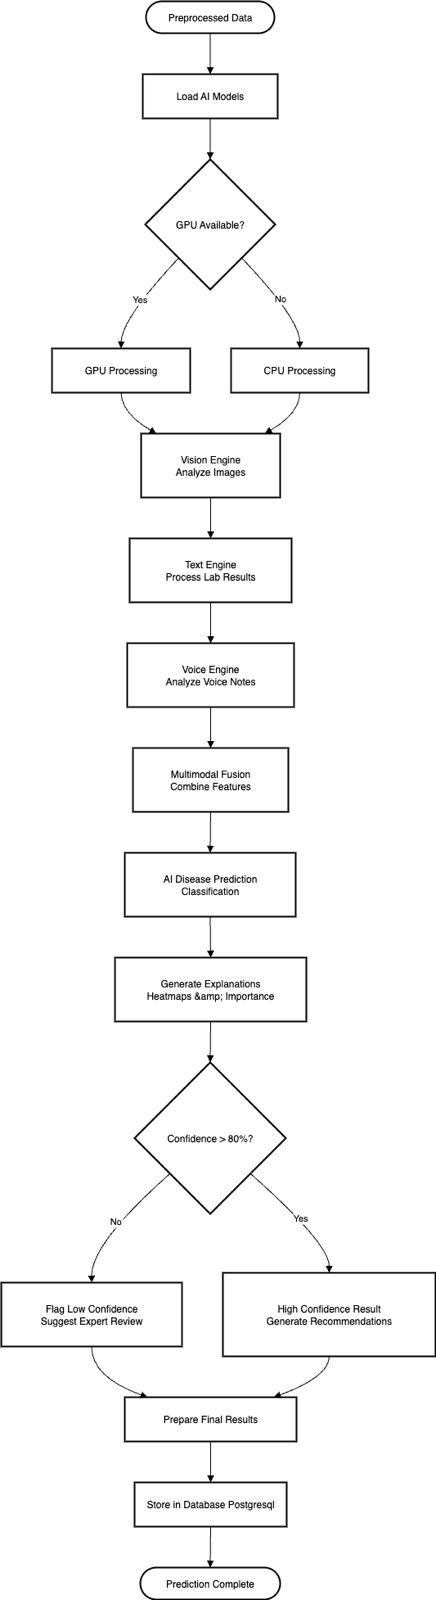 Preprocessed Data
Load AI Models
GPU Available?
Yes
No
GPU Processing
CPU Processing
Vision Engine
Analyze Images
Text Engine
Process Lab Results
Voice Engine
Analyze Voice Notes
Multimodal Fusion
Combine Features
AI Disease Prediction
Classification
Generate Explanations
Heatmaps &amp; Importance
Confidence > 80%?
No
Yes
Flag Low Confidence
Suggest Expert Review
High Confidence Result
Generate Recommendations
Prepare Final Results
Store in Database Postgresql
Prediction Complete